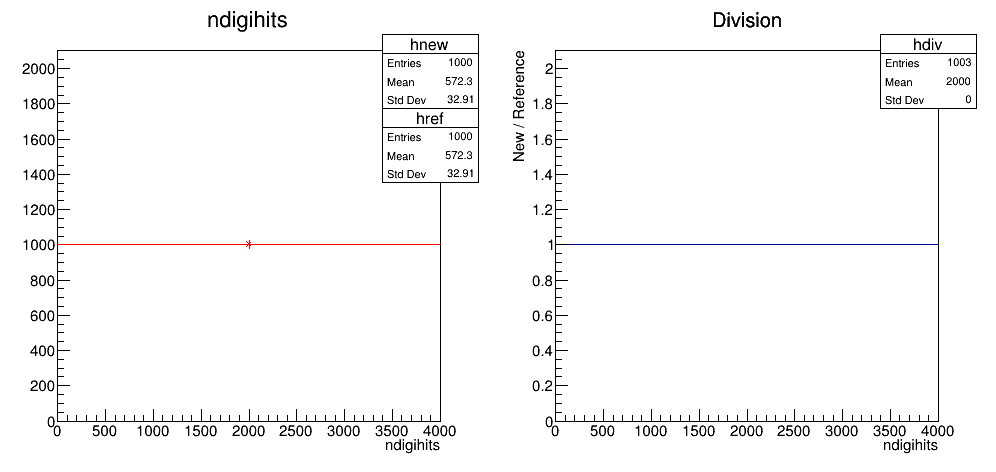 ndigihits
hnew
Entries 1000
Mean 572.3
Std Dev 32.91
href
Entries 1000
Mean 572.3
Std Dev 32.91
2000
1800
1600
1400
1200
1000
800
600
400
200
0
0 500 1000 1500 2000 2500 3000 3500 4000
ndigihits
Division
hdiv
Entries 1003
Mean 2000
Std Dev 0
New / Reference
2
1.8
1.6
1.4
1.2
1
0.8
0.6
0.4
0.2
0
0 500 1000 1500 2000 2500 3000 3500 4000
ndigihits